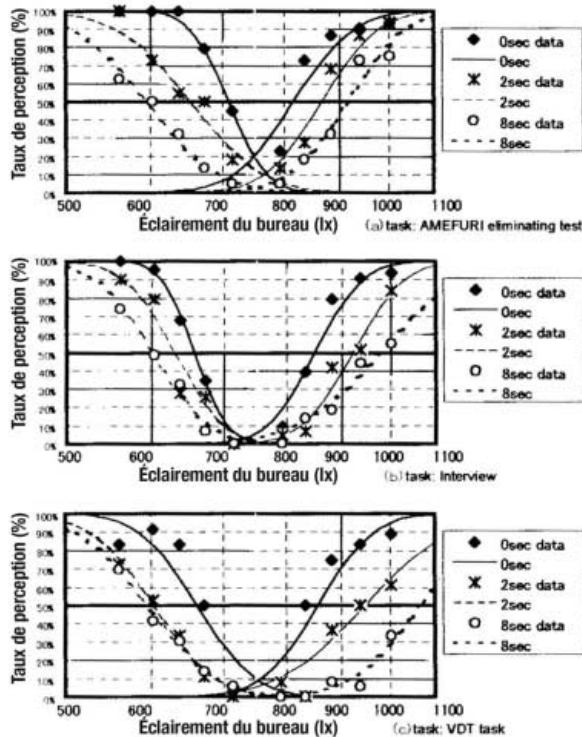 Taux de perception (%)
100%
90%
80%
70%
60%
50%
40%
30%
20%
10%
0%
500 600 700 800 900 1000 1100
Éclairement du bureau (lx)
(a) task: AMEFURI eliminating test
0sec data
0sec
2sec data
2sec
8sec data
8sec
Taux de perception (%)
100%
90%
80%
70%
60%
50%
40%
30%
20%
10%
0%
500 600 700 800 900 1000 1100
Éclairement du bureau (lx)
(b) task: Interview
0sec data
0sec
2sec data
2sec
8sec data
8sec
Taux de perception (%)
100%
90%
80%
70%
60%
50%
40%
30%
20%
10%
0%
500 600 700 800 900 1000 1100
Éclairement du bureau (lx)
(c) task: VDT task
0sec data
0sec
2sec data
2sec
8sec data
8sec